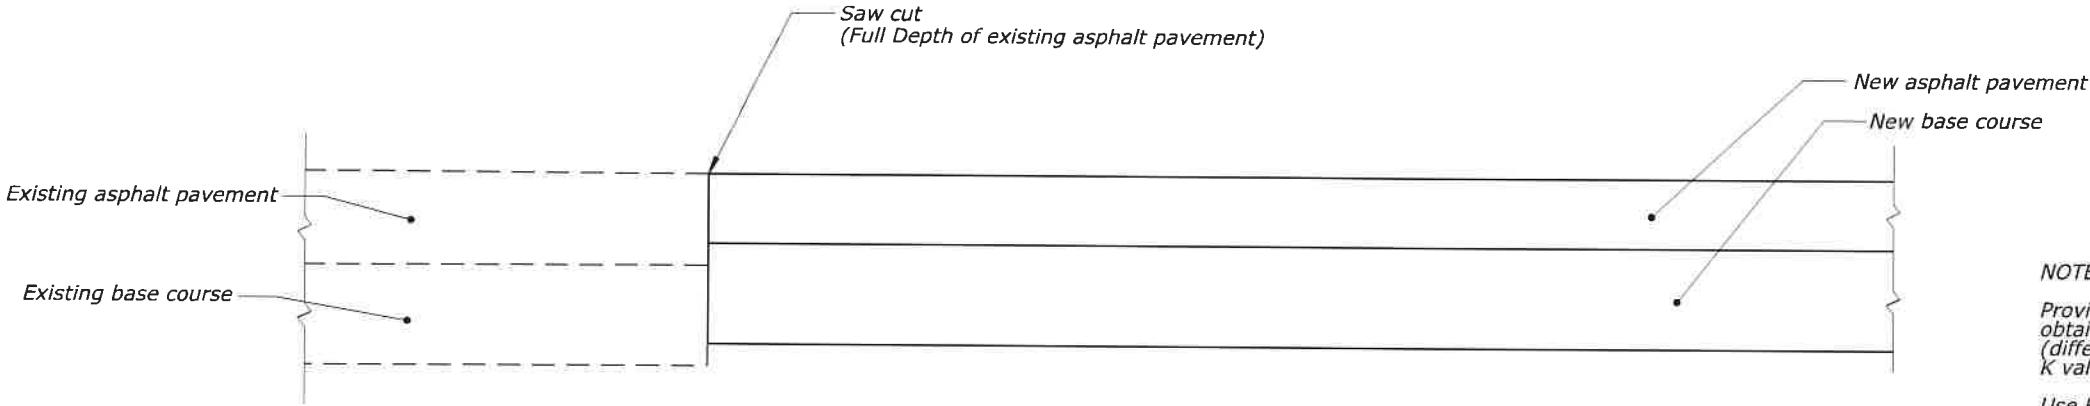 Saw cut
(Full Depth of existing asphalt pavement)
New asphalt pavement
New base course
Existing asphalt pavement
Existing base course
K val